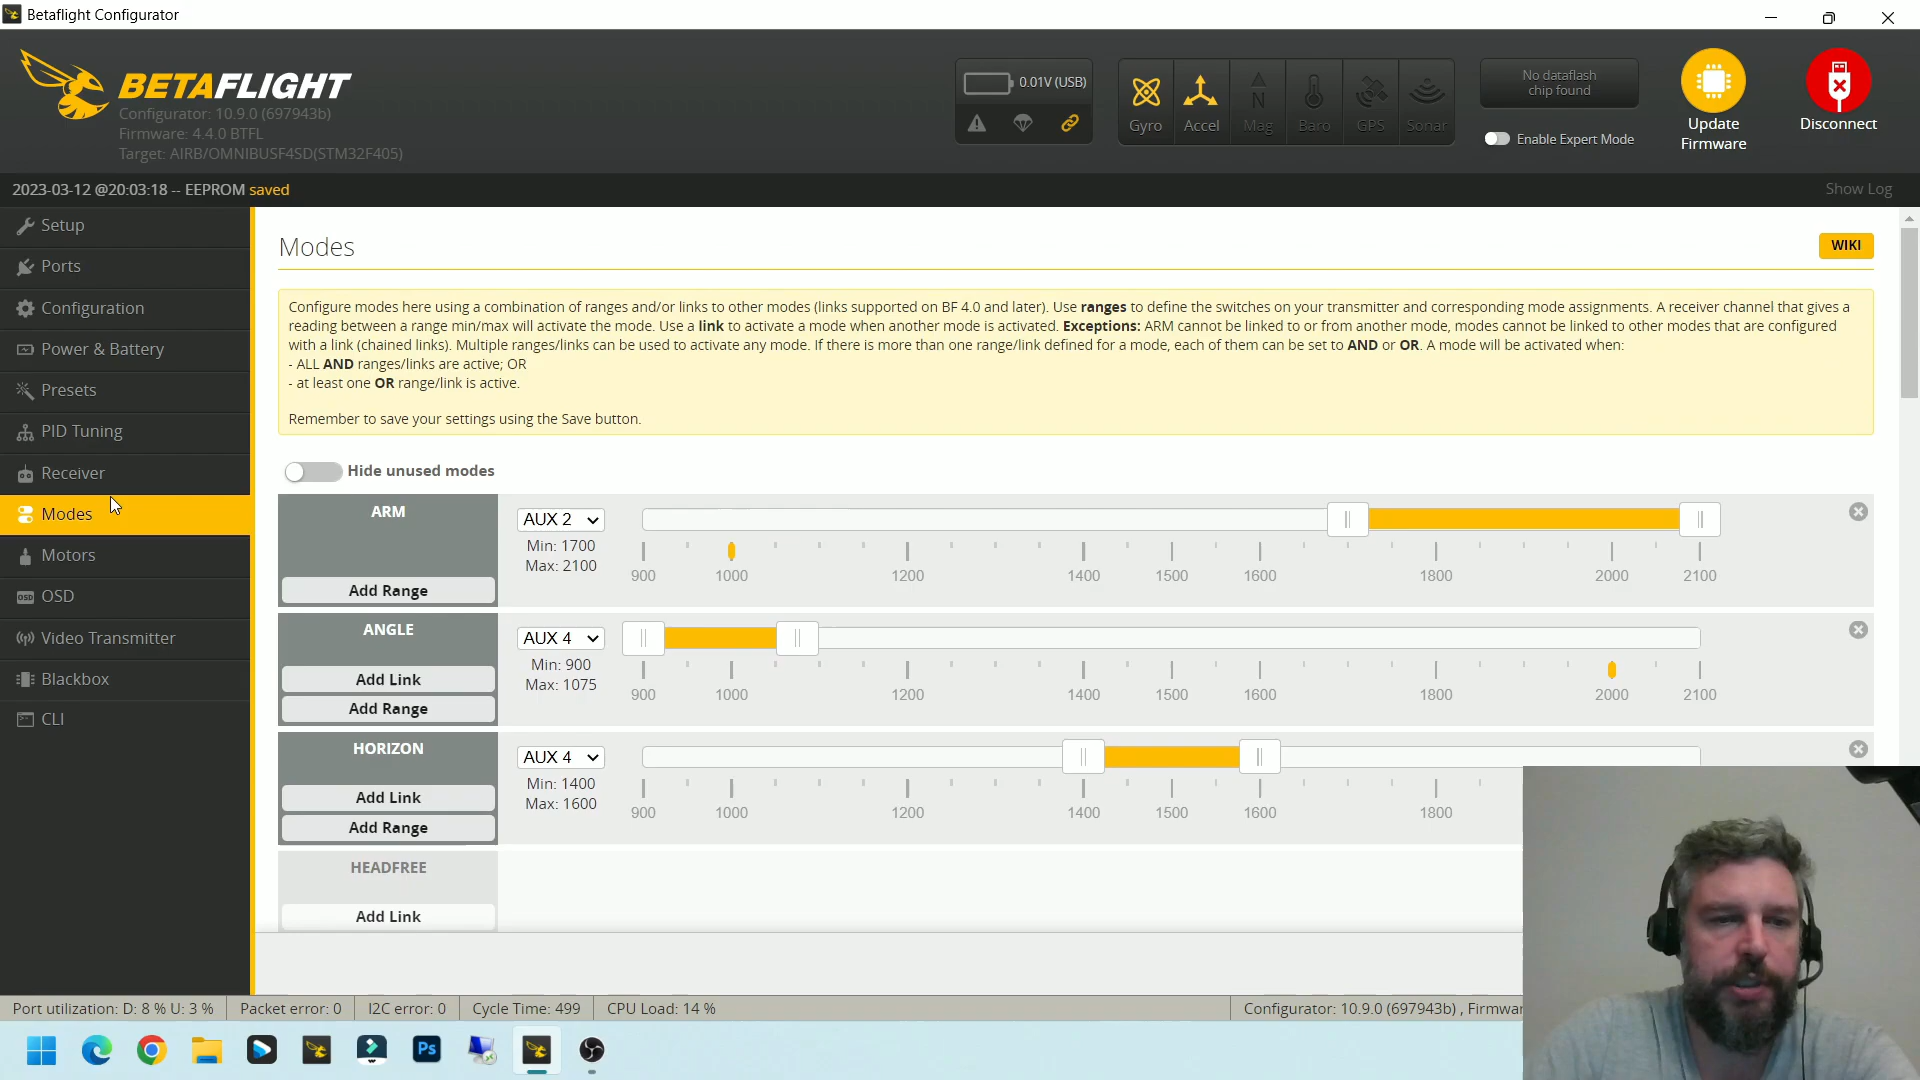 Betaflight Configurator
BETAFLIGHT
Configurator: 10.9.0 (697943b)
Firmware: 4.4.0 BTFL
Target: AIRB/OMNIBUSF4SD(STM32F405)
0.01V (USB)
Gyro
Accel
Mag
Baro
GPS
Sonar
No dataflash
chip found
Enable Expert Mode
Update
Firmware
Disconnect
2023-03-12 @20:03:18 -- EEPROM saved
Show Log
Setup
Ports
Configuration
Power & Battery
Presets
PID Tuning
Receiver
Modes
Motors
OSD
OSD
Video Transmitter
Blackbox
CLI
Modes
WIKI
Configure modes here using a combination of ranges and/or links to other modes (links supported on BF 4.0 and later). Use ranges to define the switches on your transmitter and corresponding mode assignments. A receiver channel that gives a
reading between a range min/max will activate the mode. Use a link to activate a mode when another mode is activated. Exceptions: ARM cannot be linked to or from another mode, modes cannot be linked to other modes that are configured
with a link (chained links). Multiple ranges/links can be used to activate any mode. If there is more than one range/link defined for a mode, each of them can be set to AND or OR. A mode will be activated when:
- ALL AND ranges/links are active; OR
- at least one OR range/link is active.
Remember to save your settings using the Save button.
Hide unused modes
ARM
Add Range
AUX 2
Min: 1700
Max: 2100
900 1000 1200 1400 1500 1600 1800 2000 2100
ANGLE
Add Link
Add Range
AUX 4
Min: 900
Max: 1075
900 1000 1200 1400 1500 1600 1800 2000 2100
HORIZON
Add Link
Add Range
AUX 4
Min: 1400
Max: 1600
900 1000 1200 1400 1500 1600 1800
HEADFREE
Add Link
Port utilization: D: 8 % U: 3 %
Packet error: 0
I2C error: 0
Cycle Time: 499
CPU Load: 14 %
Configurator: 10.9.0 (697943b) , Firmwar
Ps